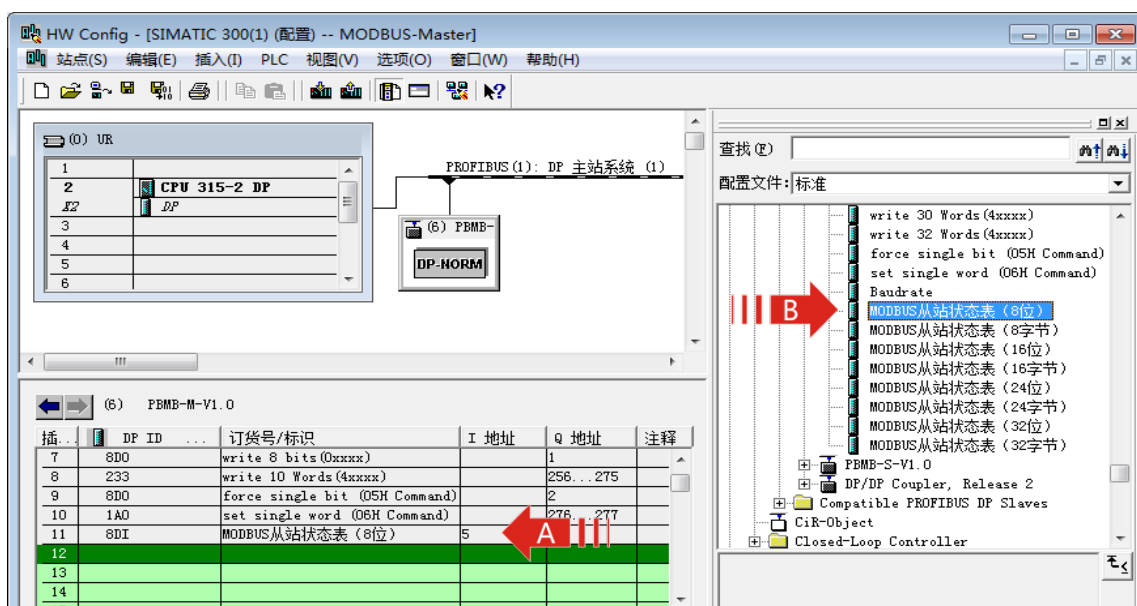 HW Config - [SIMATIC 300(1) (配置) -- MODBUS-Master]
站点(S) 编辑(E) 插入(I) PLC 视图(V) 选项(O) 窗口(W) 帮助(H)
(0) UR
1
2 CPU 315-2 DP
X2 DP
3
4
5
6
PROFIBUS(1): DP 主站系统 (1)
(6) PBMB-
DP-NORM
(6) PBMB-M-V1.0
插... DP ID ... 订货号/标识 I 地址 Q 地址 注释
7 8DO write 8 bits(0xxxx) 1
8 233 write 10 Words(4xxxx) 256...275
9 8DO force single bit (05H Command) 2
10 1AO set single word (06H Command) 276...277
11 8DI MODBUS从站状态表（8位） 5
12
13
14
A
查找(F)
配置文件: 标准
write 30 Words(4xxxx)
write 32 Words(4xxxx)
force single bit (05H Command)
set single word (06H Command)
Baudrate
MODBUS从站状态表（8位）
MODBUS从站状态表（8字节）
MODBUS从站状态表（16位）
MODBUS从站状态表（16字节）
MODBUS从站状态表（24位）
MODBUS从站状态表（24字节）
MODBUS从站状态表（32位）
MODBUS从站状态表（32字节）
PBMB-S-V1.0
DP/DP Coupler, Release 2
Compatible PROFIBUS DP Slaves
CiR-Object
Closed-Loop Controller
B